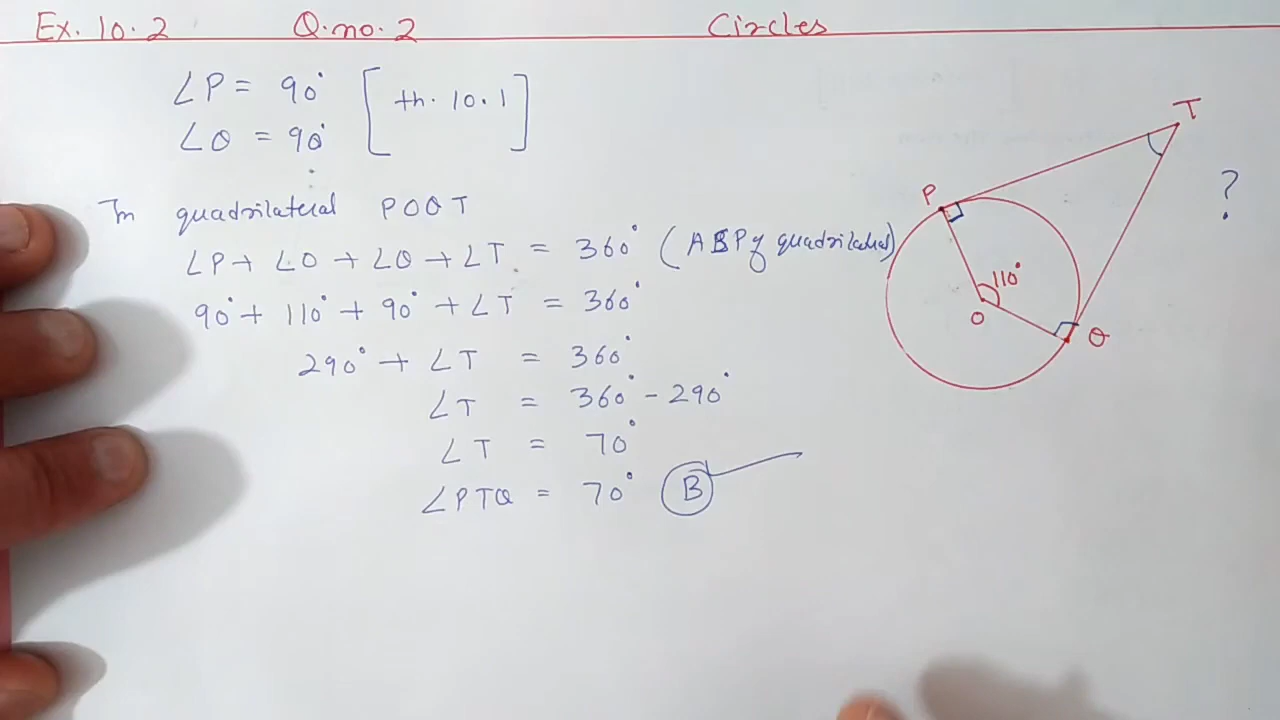 Ex. 10.2 Q.no.2 Circles
∠P = 90° [th. 10.1]
∠Q = 90°
In quadrilateral POQT
∠P + ∠O + ∠Q + ∠T = 360° (ASP of quadrilateral)
90° + 110° + 90° + ∠T = 360°
290° + ∠T = 360°
∠T = 360° - 290°
∠T = 70°
∠PTQ = 70° B
T
?
P
110°
O
Q